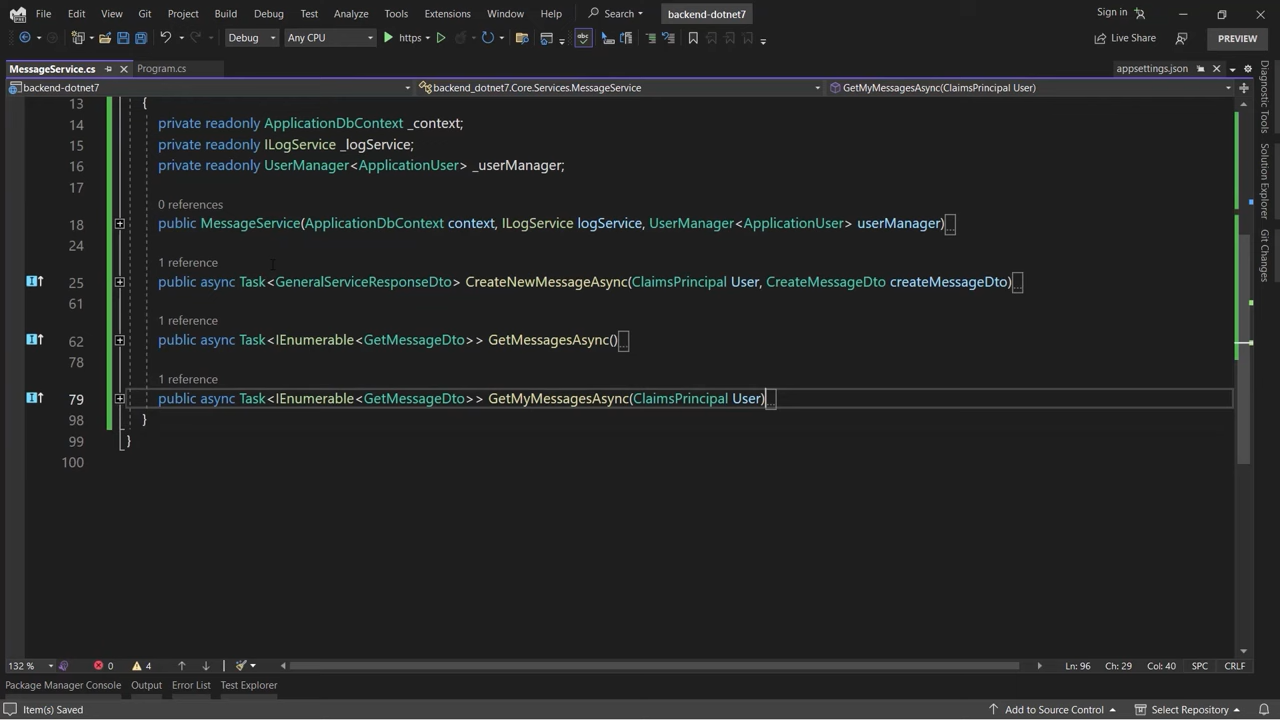 File Edit View Git Project Build Debug Test Analyze Tools Extensions Window Help Search backend-dotnet7 Sign in
Debug Any CPU https Live Share PREVIEW
MessageService.cs Program.cs appsettings.json
backend-dotnet7 backend_dotnet7.Core.Services.MessageService GetMyMessagesAsync(ClaimsPrincipal User)
13 {
14 private readonly ApplicationDbContext _context;
15 private readonly ILogService _logService;
16 private readonly UserManager<ApplicationUser> _userManager;
17
0 references
18 public MessageService(ApplicationDbContext context, ILogService logService, UserManager<ApplicationUser> userManager)...
24
1 reference
25 public async Task<GeneralServiceResponseDto> CreateNewMessageAsync(ClaimsPrincipal User, CreateMessageDto createMessageDto)...
61
1 reference
62 public async Task<IEnumerable<GetMessageDto>> GetMessagesAsync()...
78
1 reference
79 public async Task<IEnumerable<GetMessageDto>> GetMyMessagesAsync(ClaimsPrincipal User)...
98 }
99 }
100
Diagnostic Tools
Solution Explorer
Git Changes
132 % 0 4 Ln: 96 Ch: 29 Col: 40 SPC CRLF
Package Manager Console Output Error List Test Explorer
Item(s) Saved Add to Source Control Select Repository